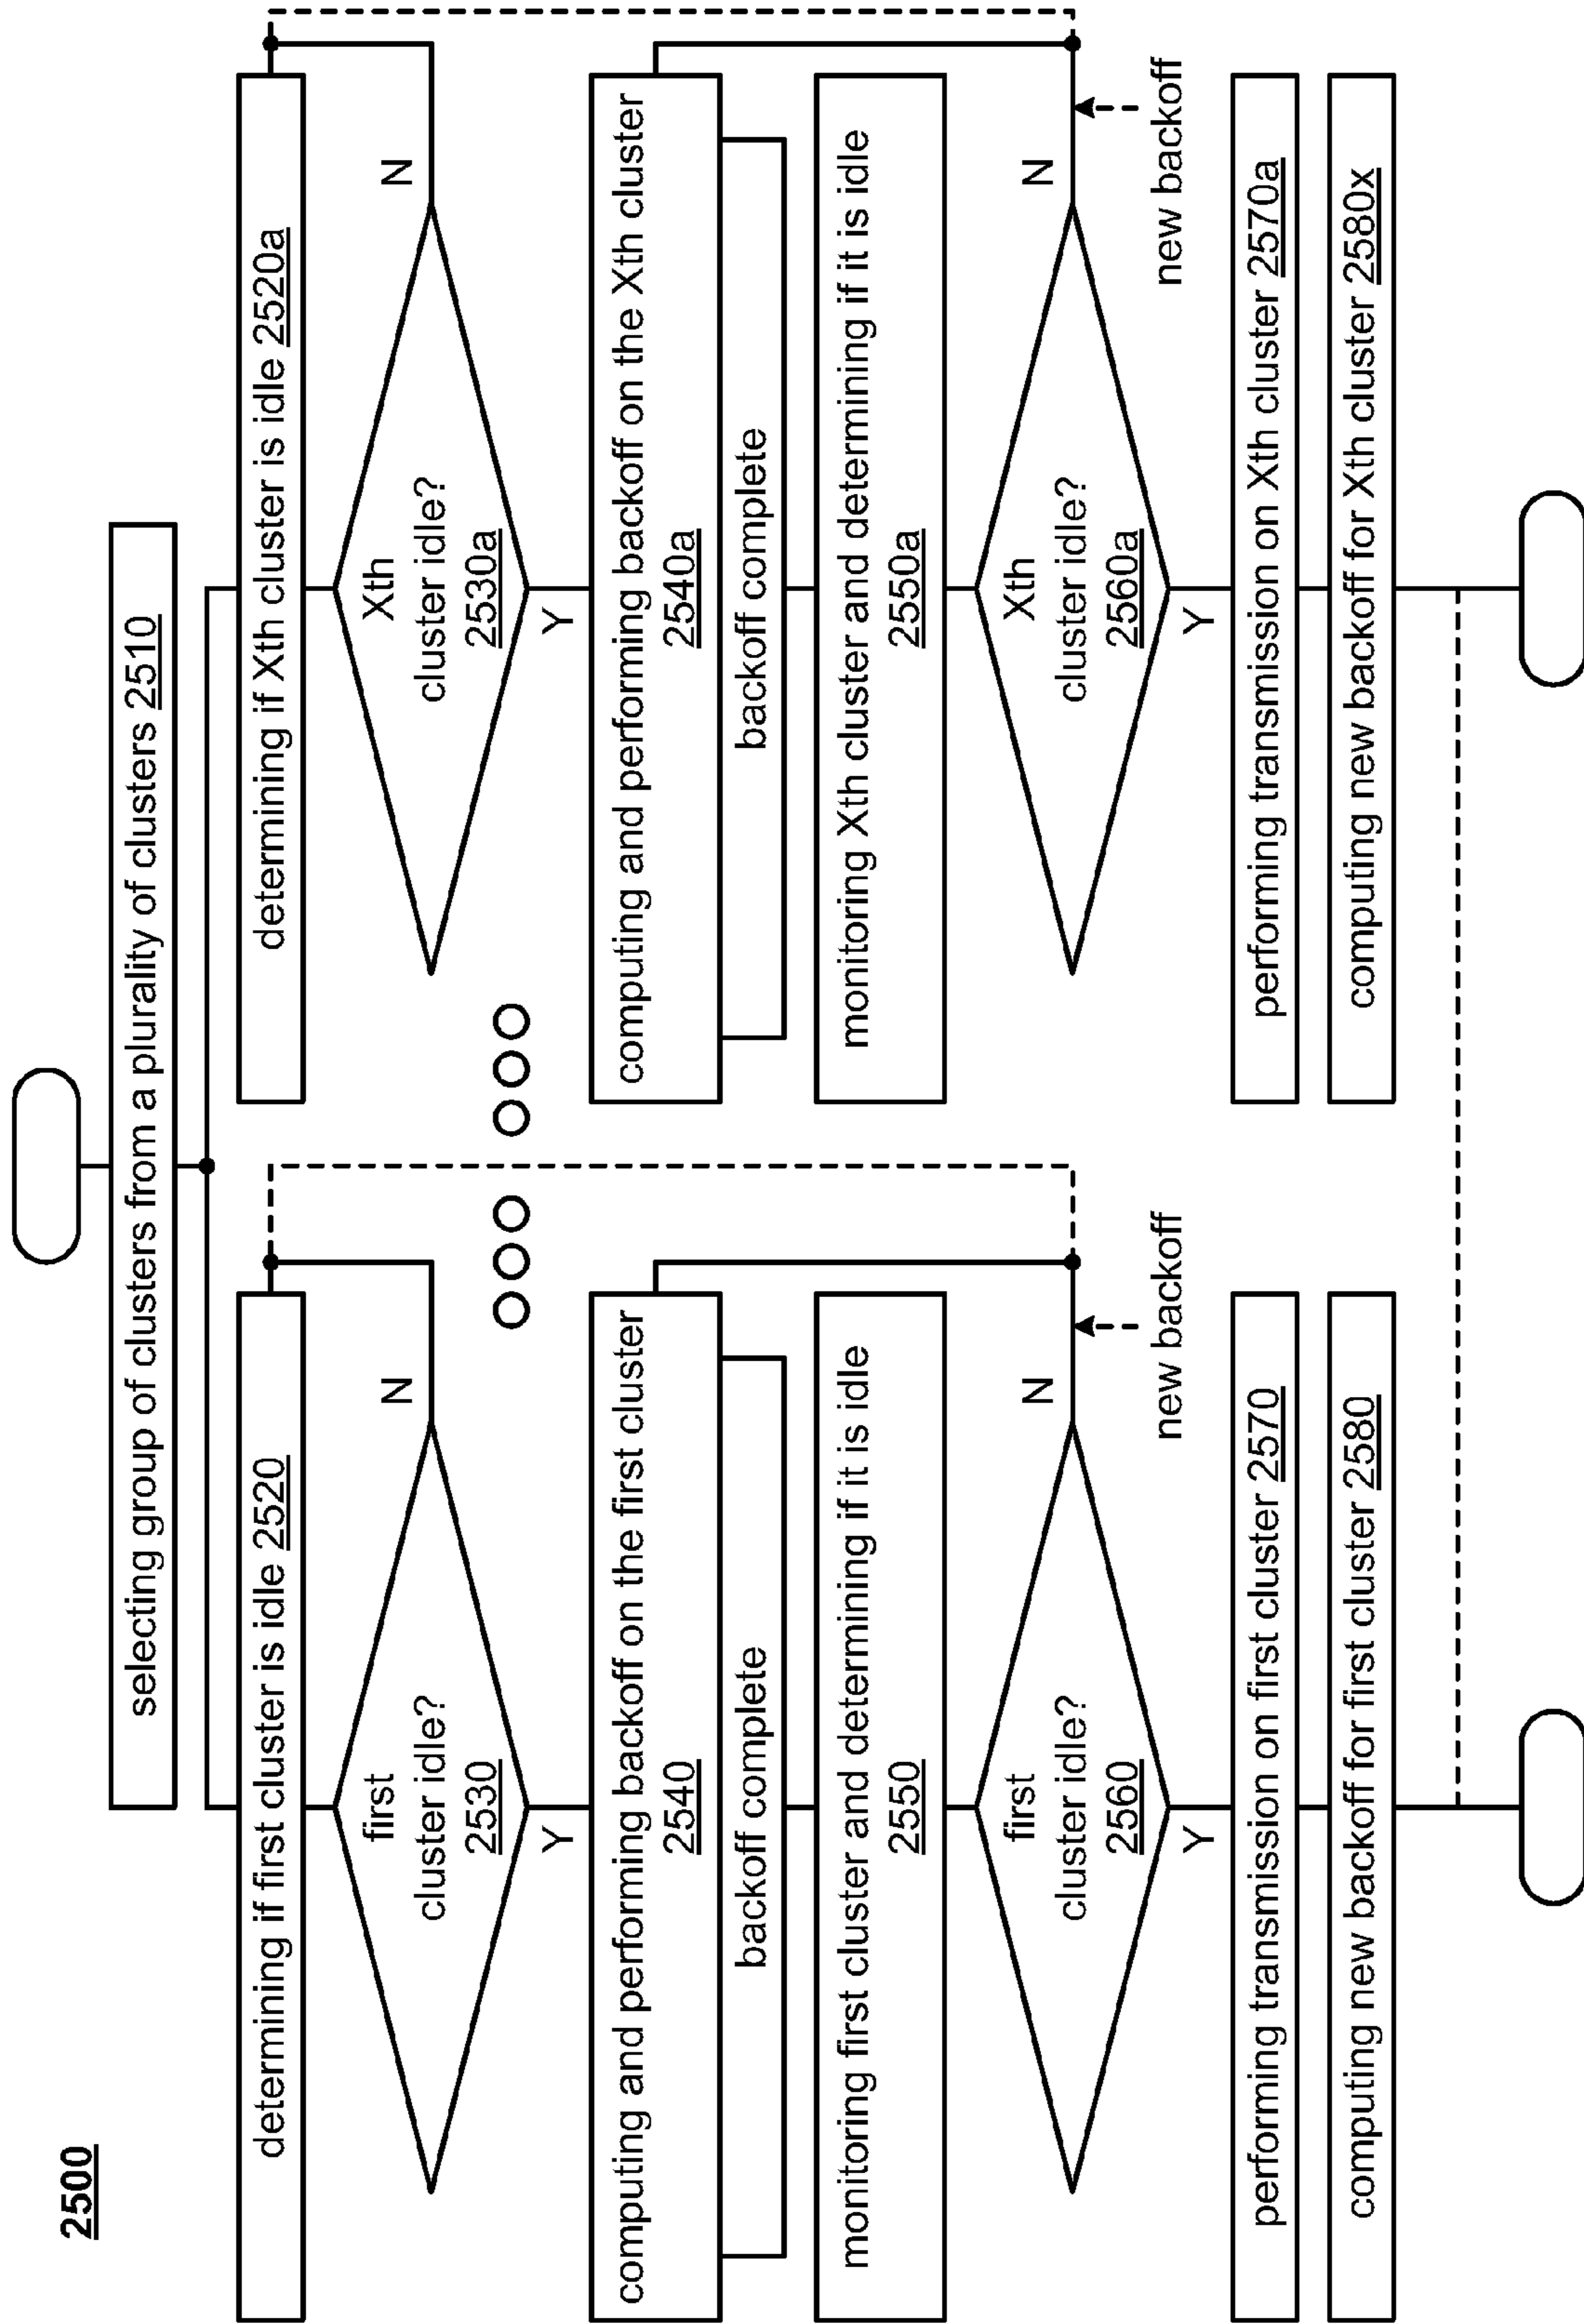 2500
selecting group of clusters from a plurality of clusters 2510
determining if first cluster is idle 2520
first
cluster idle?
2530
N
Y
computing and performing backoff on the first cluster
2540
backoff complete
monitoring first cluster and determining if it is idle
2550
first
cluster idle?
2560
N
new backoff
Y
performing transmission on first cluster 2570
computing new backoff for first cluster 2580
determining if Xth cluster is idle 2520a
Xth
cluster idle?
2530a
N
Y
computing and performing backoff on the Xth cluster
2540a
backoff complete
monitoring Xth cluster and determining if it is idle
2550a
Xth
cluster idle?
2560a
N
new backoff
Y
performing transmission on Xth cluster 2570a
computing new backoff for Xth cluster 2580x